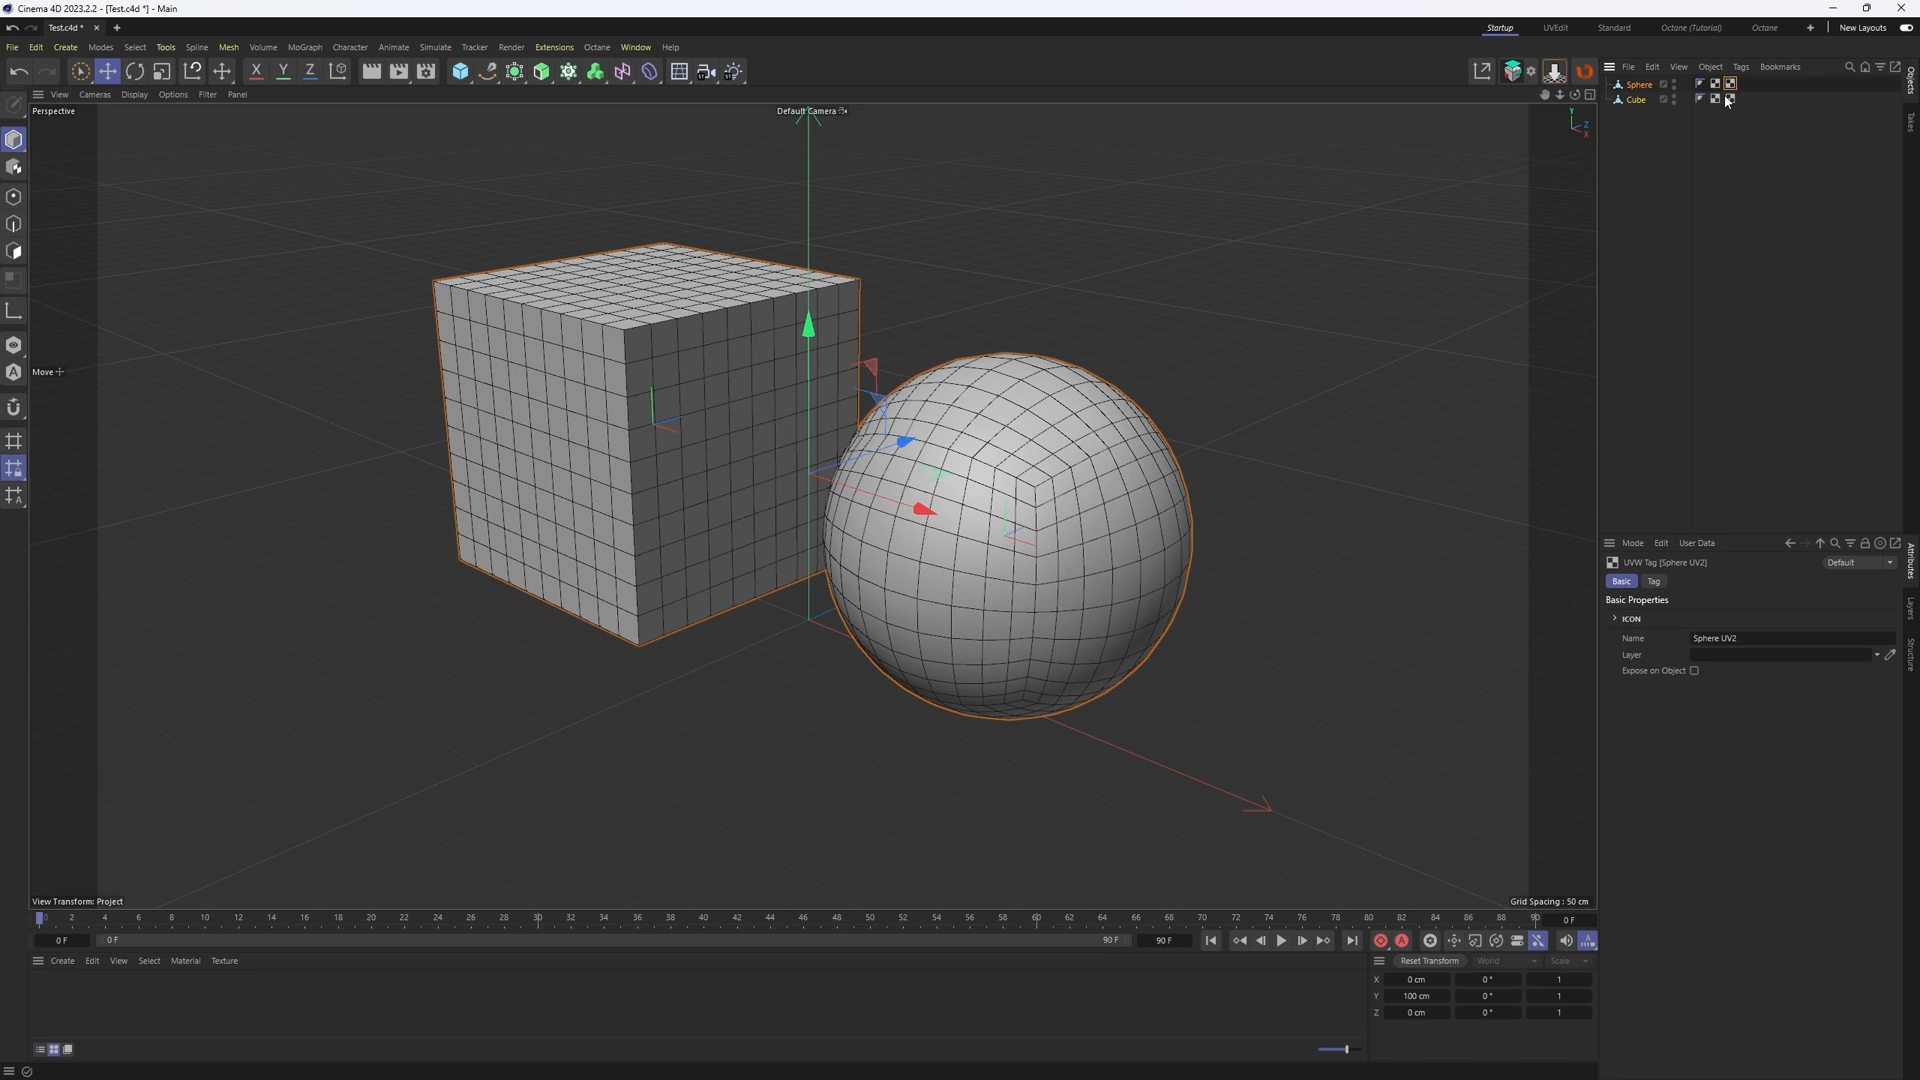 Cinema 4D 2023.2.2 - [Test.c4d *] - Main
Test.c4d * × +
Startup UVEdit Standard Octane (Tutorial) Octane + New Layouts
File Edit Create Modes Select Tools Spline Mesh Volume MoGraph Character Animate Simulate Tracker Render Extensions Octane Window Help
X Y Z
File Edit View Object Tags Bookmarks
Sphere
Cube
Objects
Takes
View Cameras Display Options Filter Panel
Perspective
Default Camera
Y
Z
X
Move
Mode Edit User Data
UVW Tag [Sphere UV2]
Default
Basic Tag
Basic Properties
ICON
Name Sphere UV2
Layer
Expose on Object
Attributes
Layers
Structure
View Transform: Project
Grid Spacing : 50 cm
0 2 4 6 8 10 12 14 16 18 20 22 24 26 28 30 32 34 36 38 40 42 44 46 48 50 52 54 56 58 60 62 64 66 68 70 72 74 76 78 80 82 84 86 88 90 0 F
0 F 0 F 90 F 90 F
Create Edit View Select Material Texture
Reset Transform World Scale
X 0 cm 0 ° 1
Y 100 cm 0 ° 1
Z 0 cm 0 ° 1